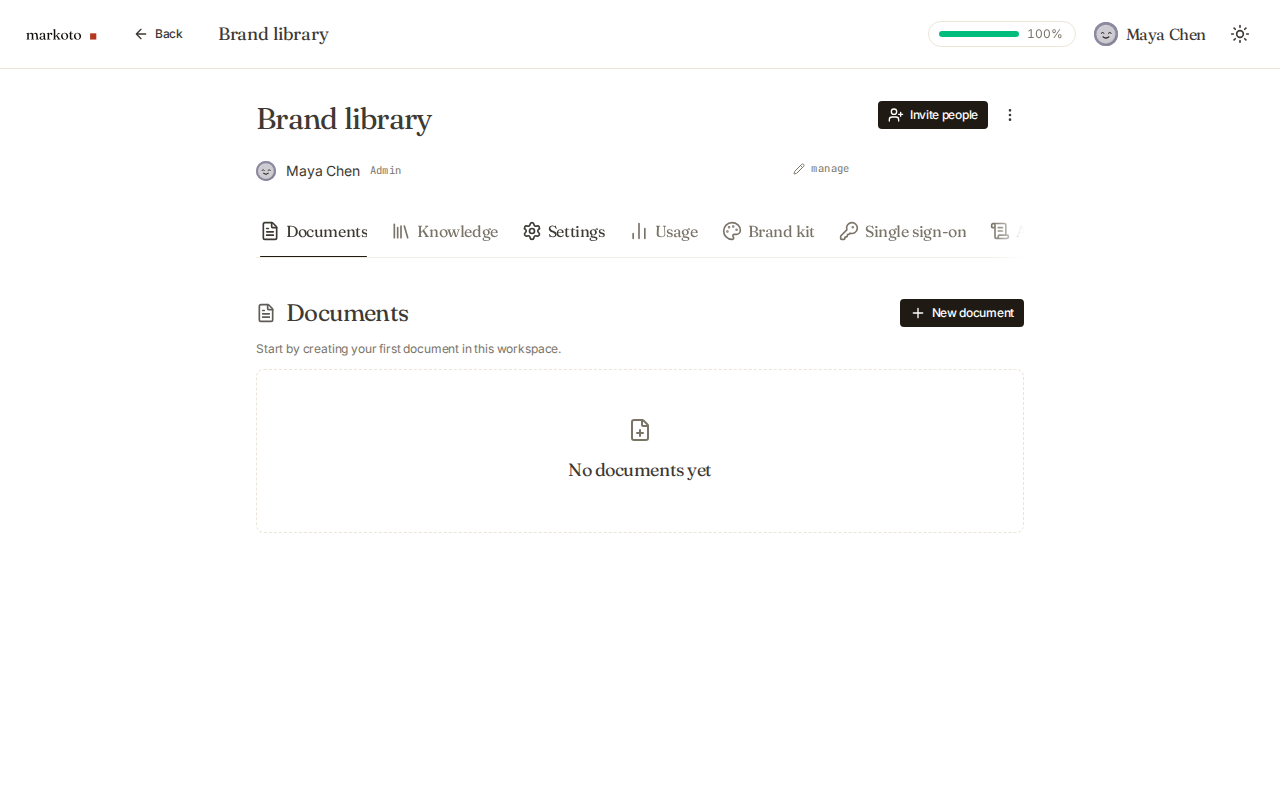 markoto
Back
Brand library
100%
Maya Chen
Brand library
Invite people
Maya Chen Admin
manage
Documents Knowledge Settings Usage Brand kit Single sign-on
Documents
New document
Start by creating your first document in this workspace.
No documents yet